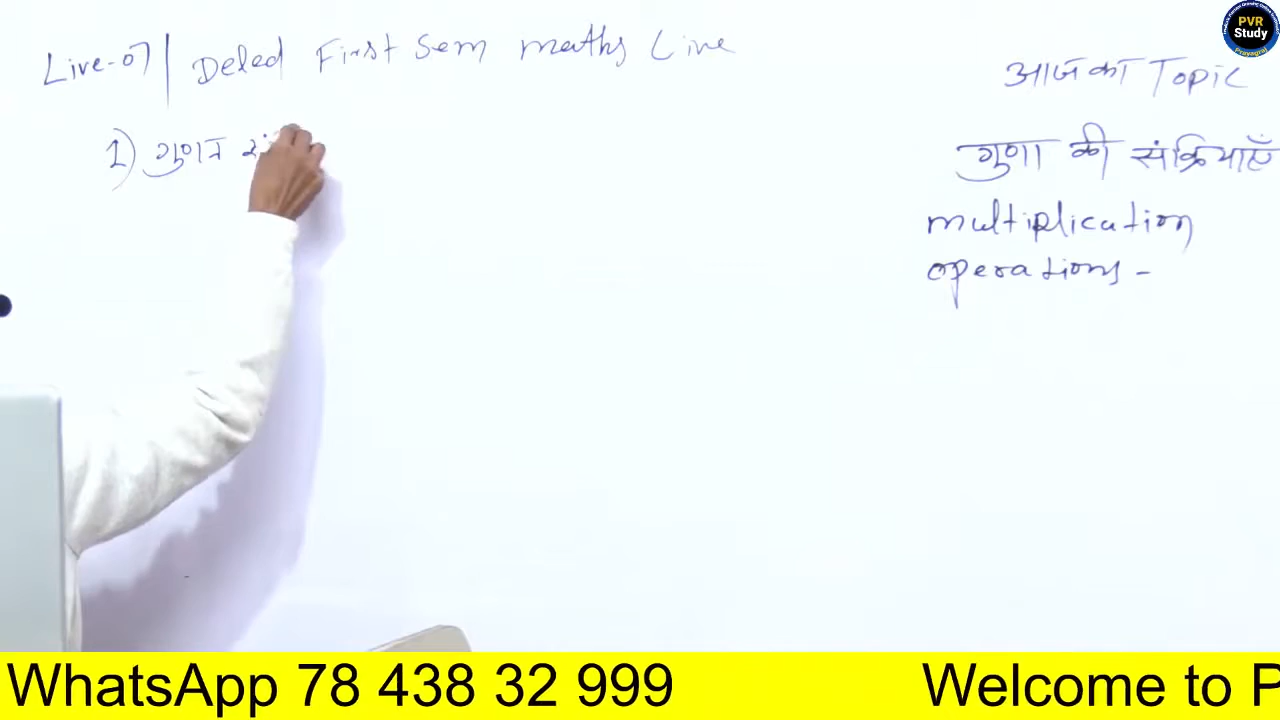 Live-07 | Deled First Sem maths Live
आज का Topic
1) गुणन
गुणा की संक्रियाएँ
multiplication
operations -
PVR
Study
Prayagraj
WhatsApp 78 438 32 999
Welcome to P